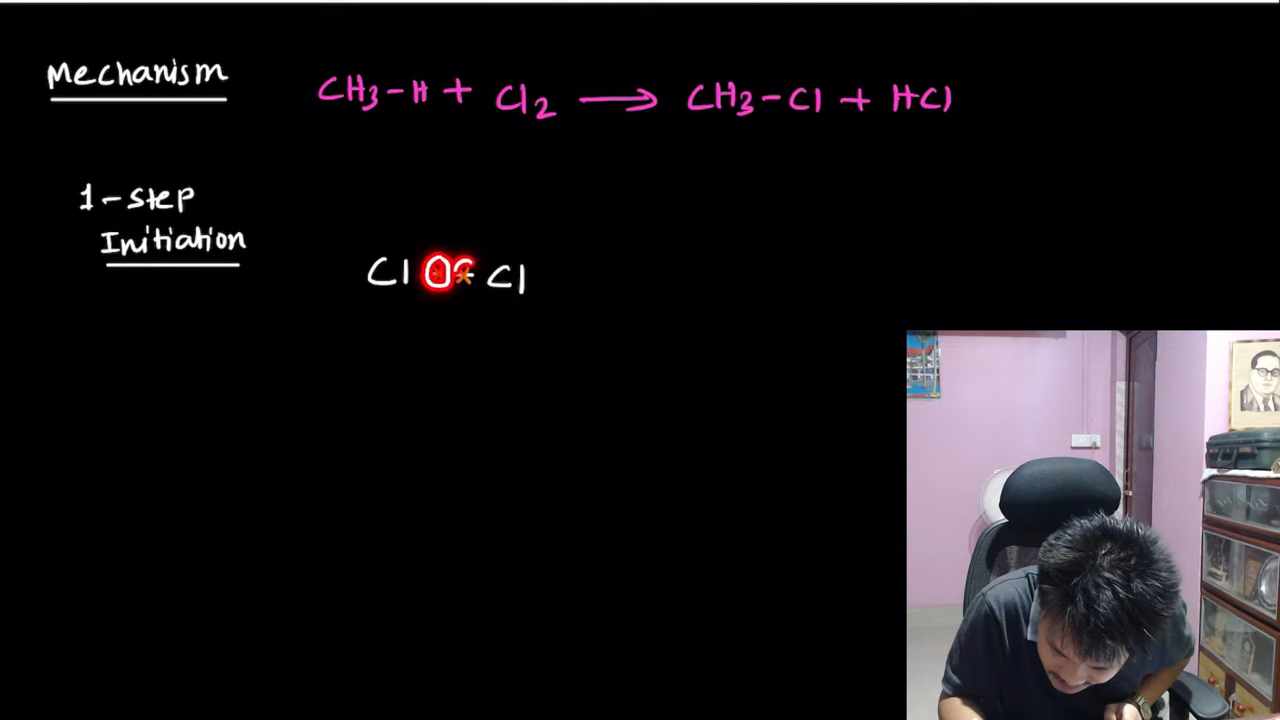 Mechanism
CH₃-H + Cl₂ ⟶ CH₃-Cl + HCl
1-step
Initiation
Cl Cl